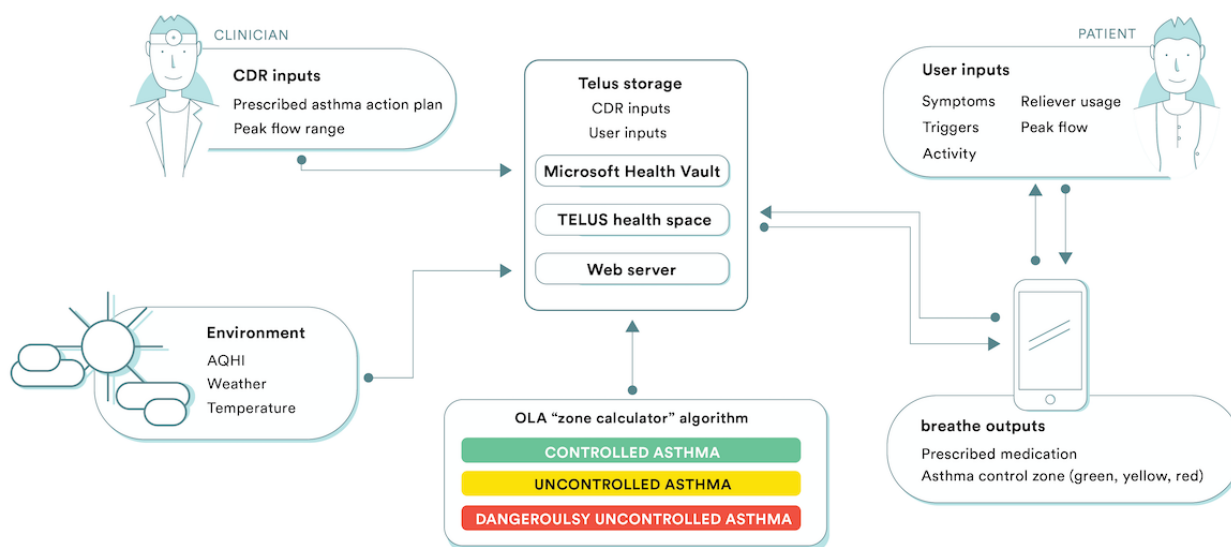 CLINICIAN
CDR inputs
Prescribed asthma action plan
Peak flow range
Telus storage
CDR inputs
User inputs
Microsoft Health Vault
TELUS health space
Web server
PATIENT
User inputs
Symptoms Reliever usage
Triggers Peak flow
Activity
Environment
AQHI
Weather
Temperature
OLA “zone calculator” algorithm
CONTROLLED ASTHMA
UNCONTROLLED ASTHMA
DANGEROULSY UNCONTROLLED ASTHMA
breathe outputs
Prescribed medication
Asthma control zone (green, yellow, red)